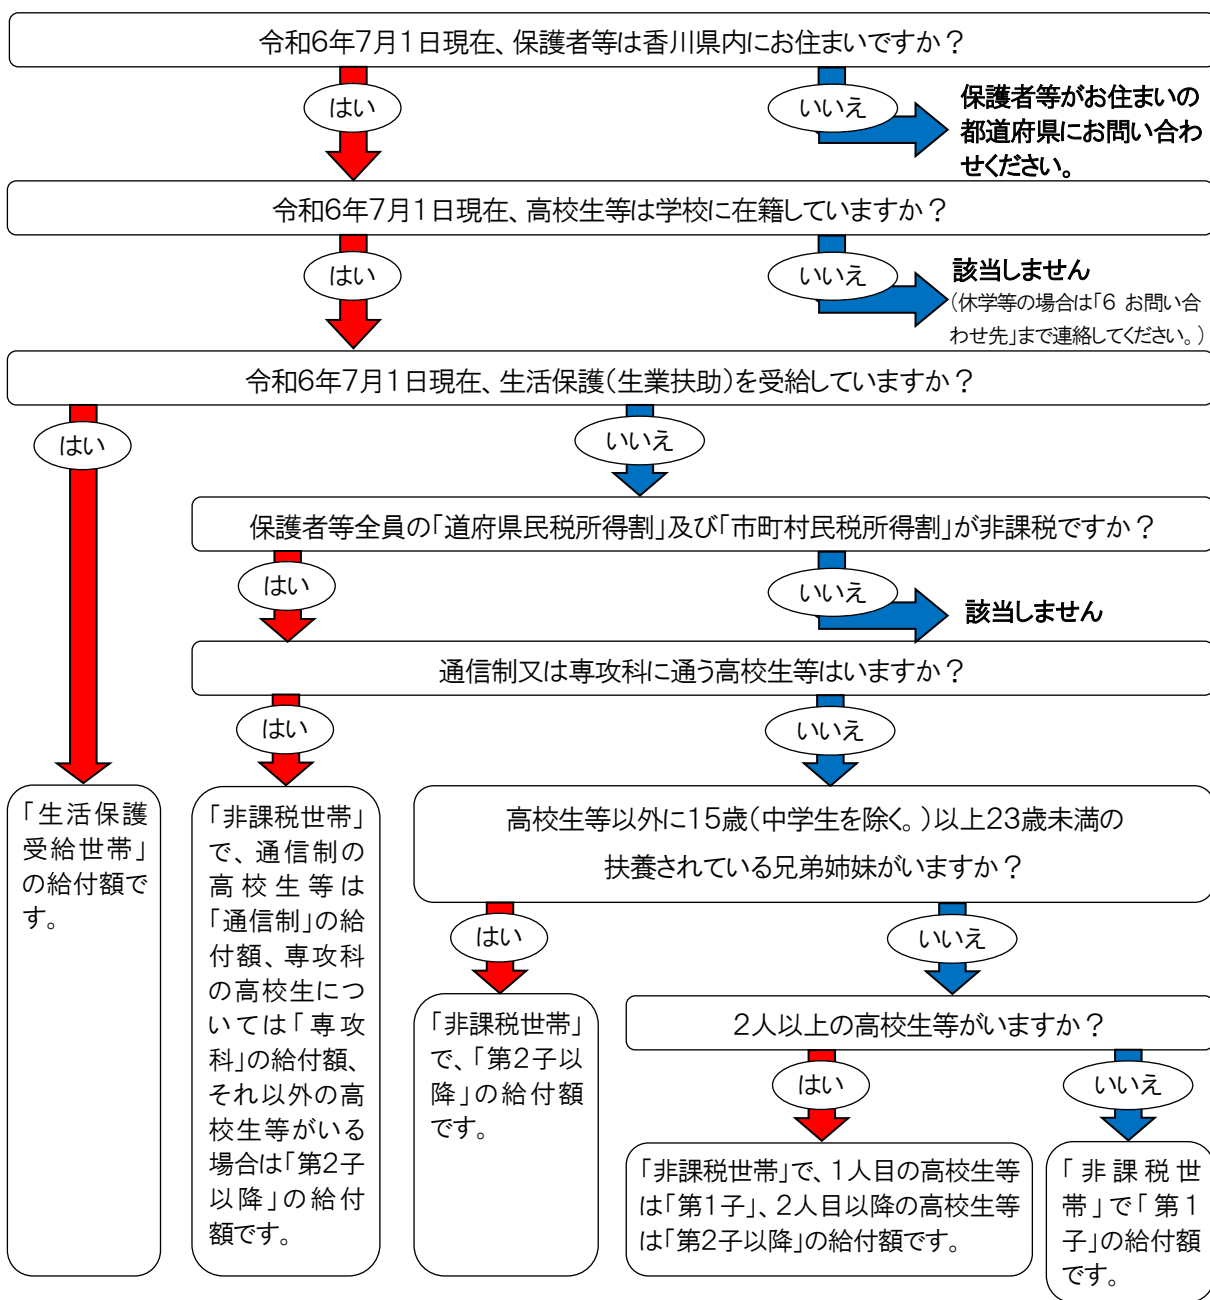 令和6年7月1日現在、保護者等は香川県内にお住まいですか？
はい
いいえ
保護者等がお住まいの
都道府県にお問い合わ
せください。
令和6年7月1日現在、高校生等は学校に在籍していますか？
はい
いいえ
該当しません
（休学等の場合は「6 お問い合
わせ先」まで連絡してください。）
令和6年7月1日現在、生活保護（生業扶助）を受給していますか？
はい
いいえ
保護者等全員の「道府県民税所得割」及び「市町村民税所得割」が非課税ですか？
はい
いいえ
該当しません
通信制又は専攻科に通う高校生等はいますか？
はい
いいえ
「生活保護
受給世帯」
の給付額で
す。
「非課税世帯」
で、通信制の
高校生等は
「通信制」の給
付額、専攻科
の高校生につ
いては「専攻
科」の給付額、
それ以外の高
校生等がいる
場合は「第2子
以降」の給付
額です。
高校生等以外に15歳（中学生を除く。）以上23歳未満の
扶養されている兄弟姉妹がいますか？
はい
いいえ
「非課税世帯」
で、「第2子以
降」の給付額
です。
2人以上の高校生等がいますか？
はい
いいえ
「非課税世帯」で、1人目の高校生等
は「第1子」、2人目以降の高校生等
は「第2子以降」の給付額です。
「非課税世
帯」で「第1
子」の給付額
です。